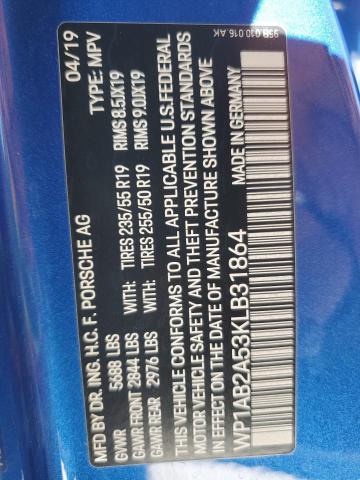 95B.010.016.AK
MFD BY DR. ING. H.C. F. PORSCHE AG 04/19
GVWR 5688 LBS TYPE: MPV
GAWR FRONT 2844 LBS WITH: TIRES 235/55 R19 RIMS 8.5JX19
GAWR REAR 2976 LBS WITH: TIRES 255/50 R19 RIMS 9.0JX19
THIS VEHICLE CONFORMS TO ALL APPLICABLE U.S.FEDERAL
MOTOR VEHICLE SAFETY AND THEFT PREVENTION STANDARDS
IN EFFECT ON THE DATE OF MANUFACTURE SHOWN ABOVE
WP1AB2A53KLB31864 MADE IN GERMANY